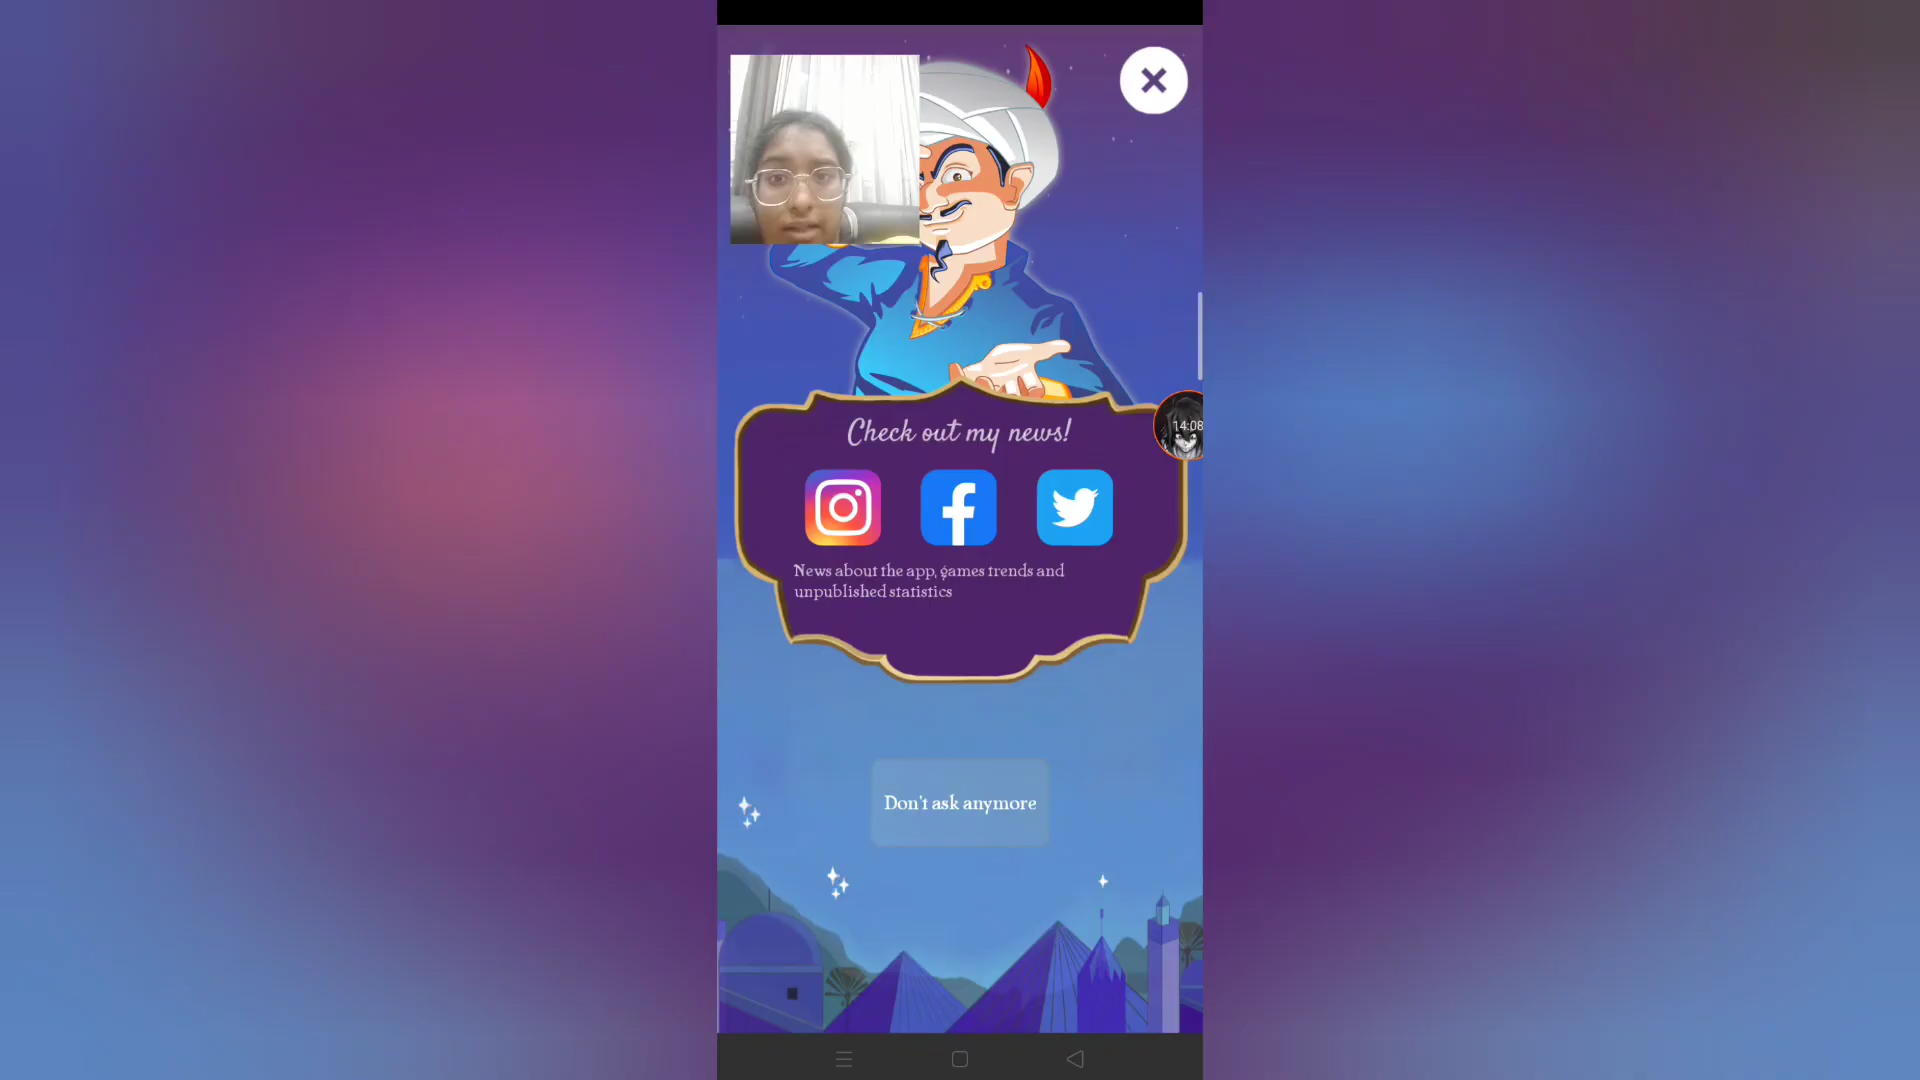 14:08
Check out my news!
News about the app, games trends and
unpublished statistics
Don't ask anymore